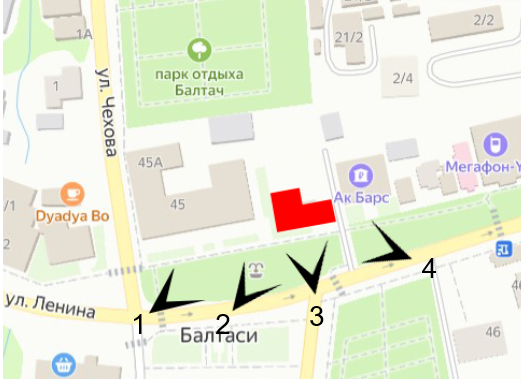 1А
2/2
21/2
парк отдыха
Балтач
2/4
1
ул. Чехова
45А
45
Ак Барс
Мегафон-Y
Dyadya Bo
/1
2
4
ул. Ленина
1
2
3
Балтаси
46
46